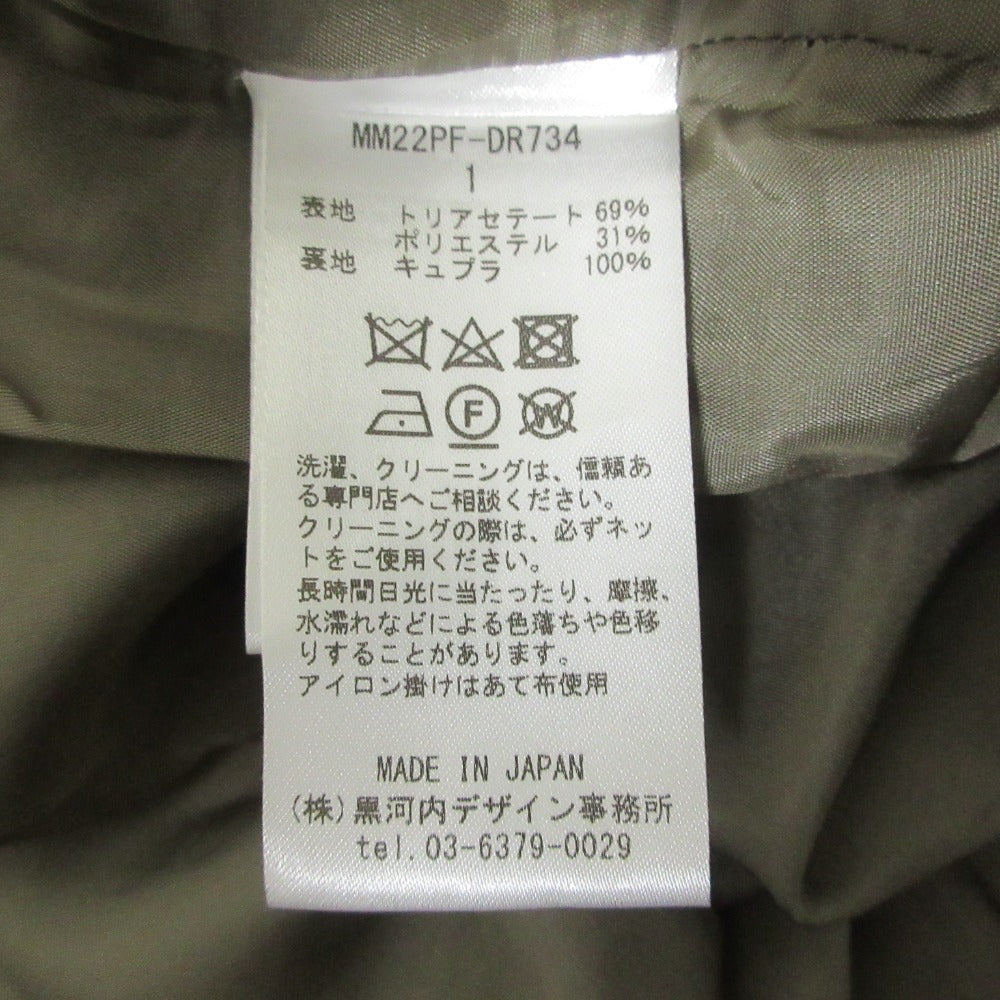 MM22PF-DR734
1
表地 トリアセテート 69%
ポリエステル 31%
裏地 キュプラ 100%
F
W
洗濯、クリーニングは、信頼あ
る専門店へご相談ください。
クリーニングの際は、必ずネッ
トをご使用ください。
長時間日光に当たったり、摩擦、
水濡れなどによる色落ちや色移
りすることがあります。
アイロン掛けはあて布使用
MADE IN JAPAN
(株)黒河内デザイン事務所
tel.03-6379-0029